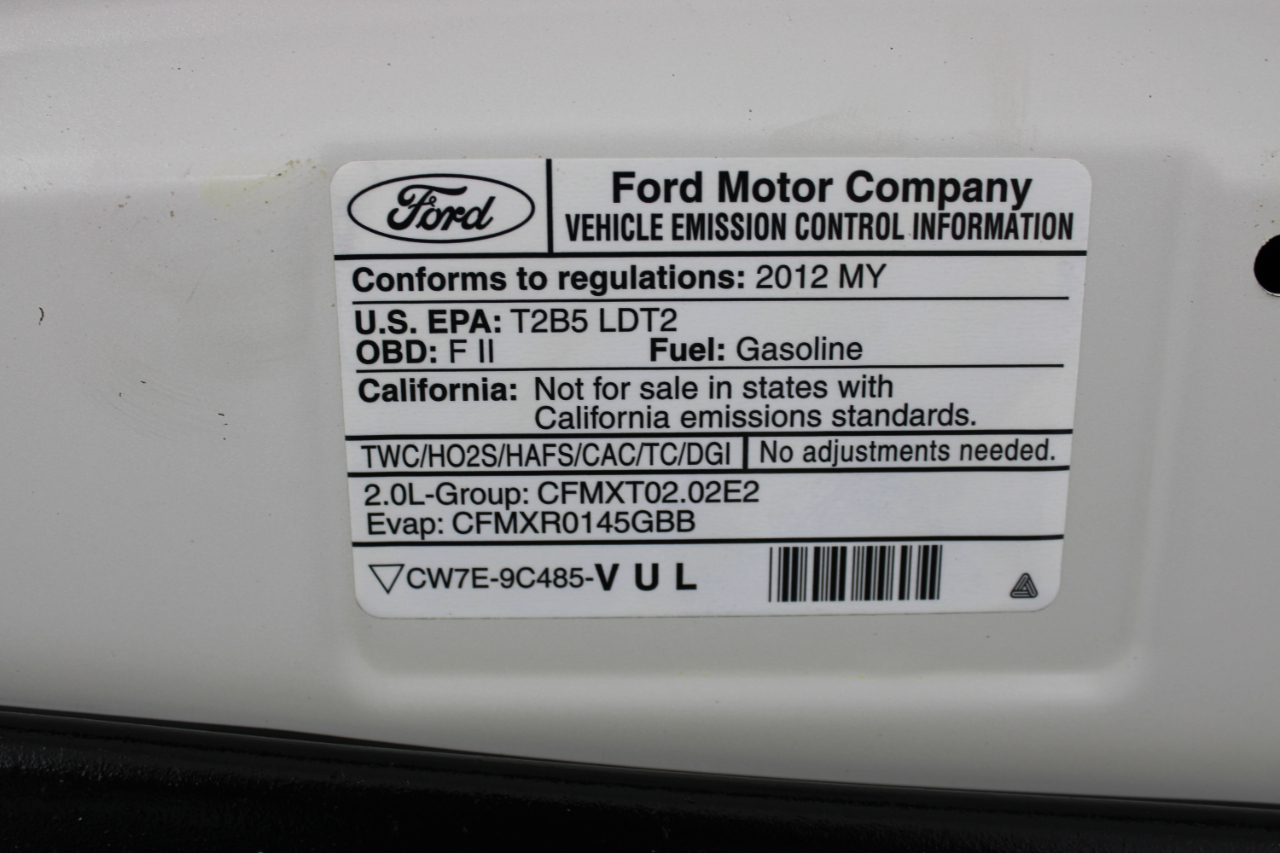 Ford
Ford Motor Company
VEHICLE EMISSION CONTROL INFORMATION
Conforms to regulations: 2012 MY
U.S. EPA: T2B5 LDT2
OBD: F II Fuel: Gasoline
California: Not for sale in states with
California emissions standards.
TWC/HO2S/HAFS/CAC/TC/DGI No adjustments needed.
2.0L-Group: CFMXT02.02E2
Evap: CFMXR0145GBB
CW7E-9C485-V U L